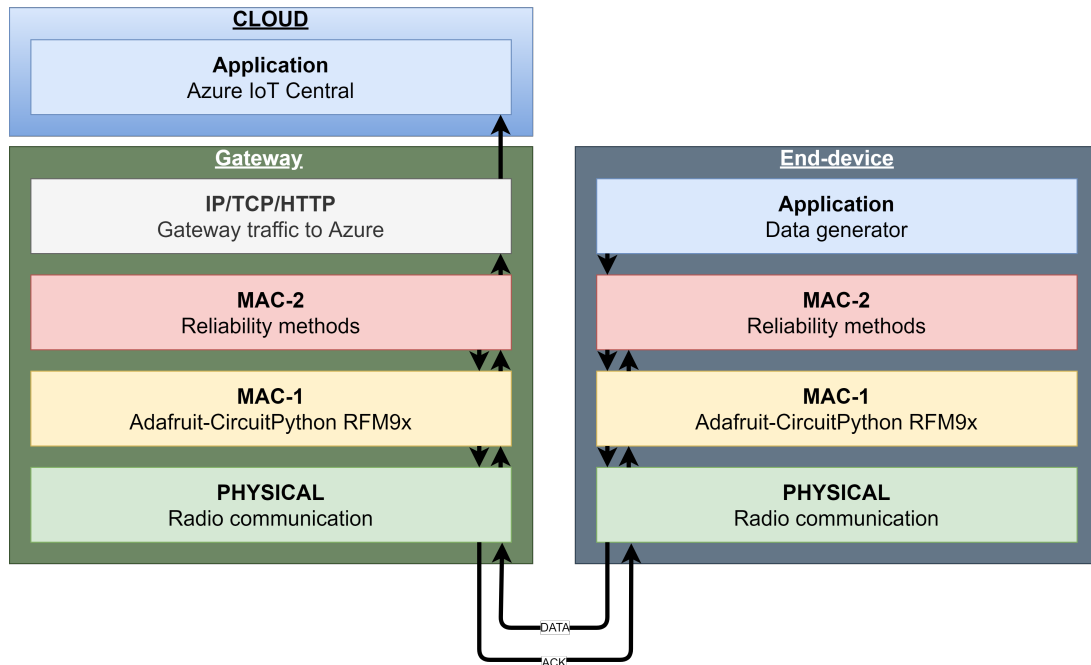 CLOUD
Application
Azure IoT Central
Gateway
IP/TCP/HTTP
Gateway traffic to Azure
MAC-2
Reliability methods
MAC-1
Adafruit-CircuitPython RFM9x
PHYSICAL
Radio communication
End-device
Application
Data generator
MAC-2
Reliability methods
MAC-1
Adafruit-CircuitPython RFM9x
PHYSICAL
Radio communication
DATA
ACK